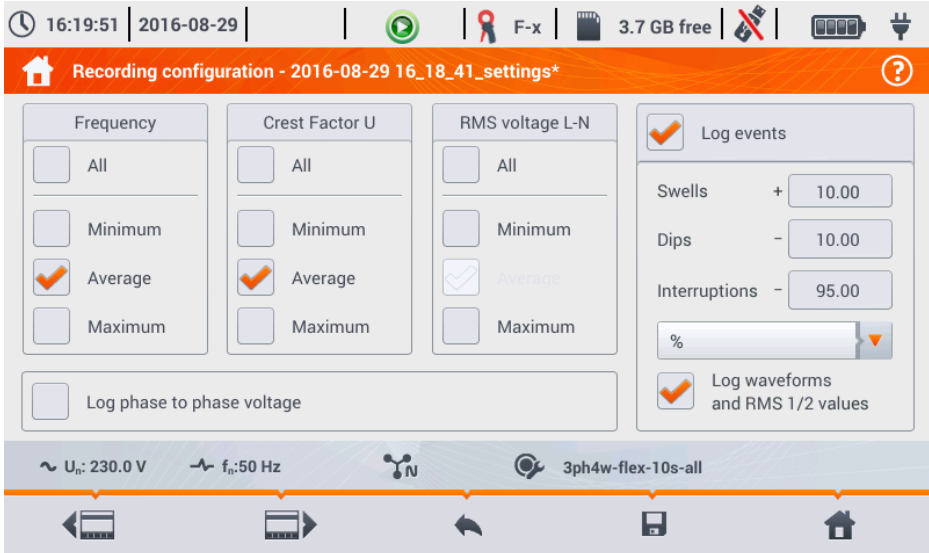 16:19:51 2016-08-29 F-x 3.7 GB free
Recording configuration - 2016-08-29 16_18_41_settings* ?
Frequency
All
Minimum
Average
Maximum
Crest Factor U
All
Minimum
Average
Maximum
RMS voltage L-N
All
Minimum
Average
Maximum
Log phase to phase voltage
Log events
Swells + 10.00
Dips - 10.00
Interruptions - 95.00
%
Log waveforms
and RMS 1/2 values
Un: 230.0 V fn:50 Hz N 3ph4w-flex-10s-all